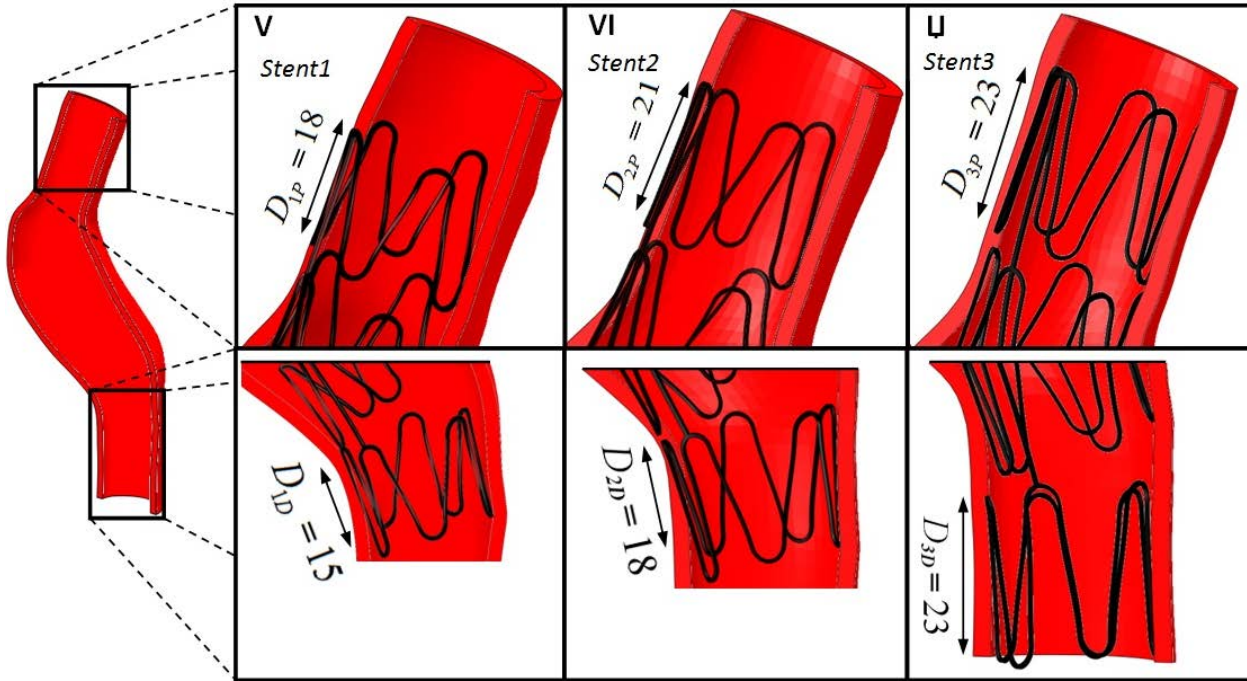 V
Stent1
D1P = 18
VI
Stent2
D2P = 21
Џ
Stent3
D3P = 23
D1D = 15
D2D = 18
D3D = 23